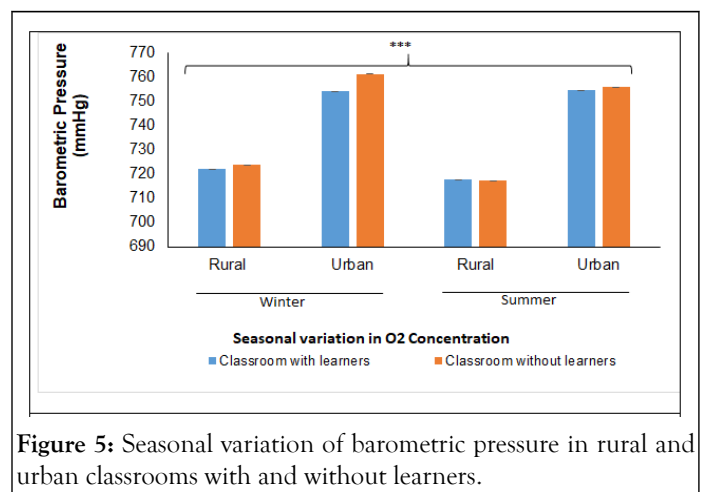 ***
770
760
750
740
730
720
710
700
690
Barometric Pressure
(mmHg)
Rural Urban Rural Urban
Winter Summer
Seasonal variation in O2 Concentration
Classroom with learners Classroom without learners
Figure 5: Seasonal variation of barometric pressure in rural and
urban classrooms with and without learners.